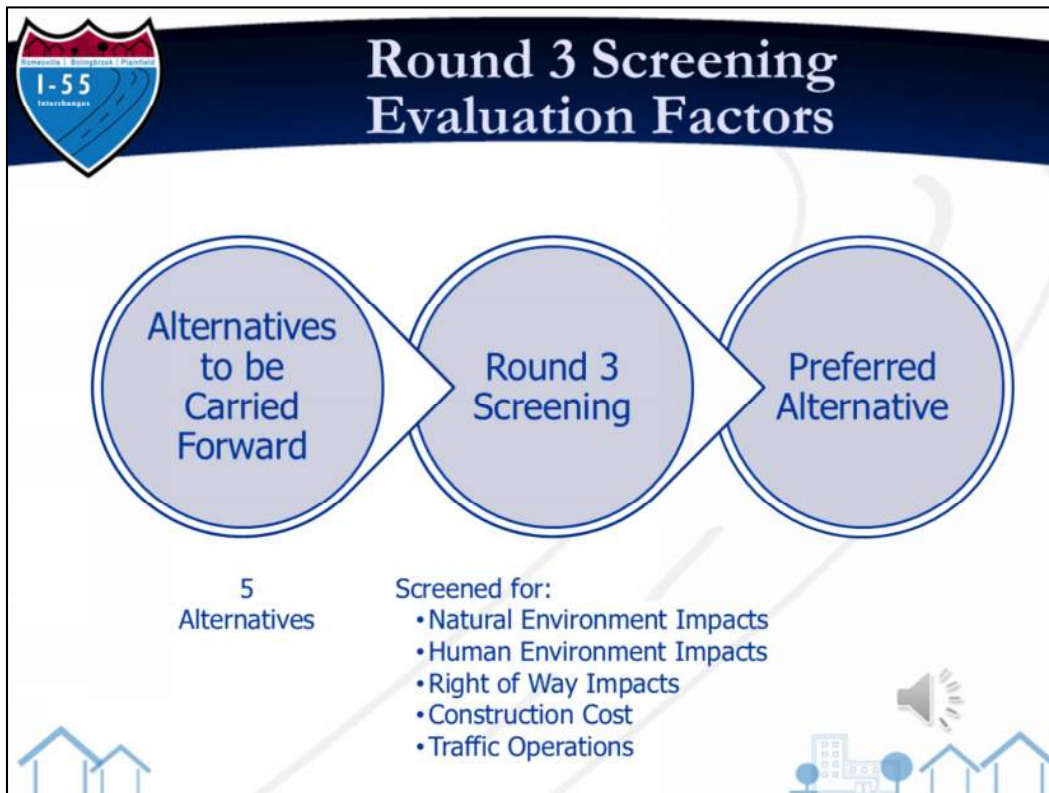 Romeoville | Bolingbrook | Plainfield
I-55
Interchanges
Round 3 Screening
Evaluation Factors
Alternatives
to be
Carried
Forward
Round 3
Screening
Preferred
Alternative
5
Alternatives
Screened for:
• Natural Environment Impacts
• Human Environment Impacts
• Right of Way Impacts
• Construction Cost
• Traffic Operations